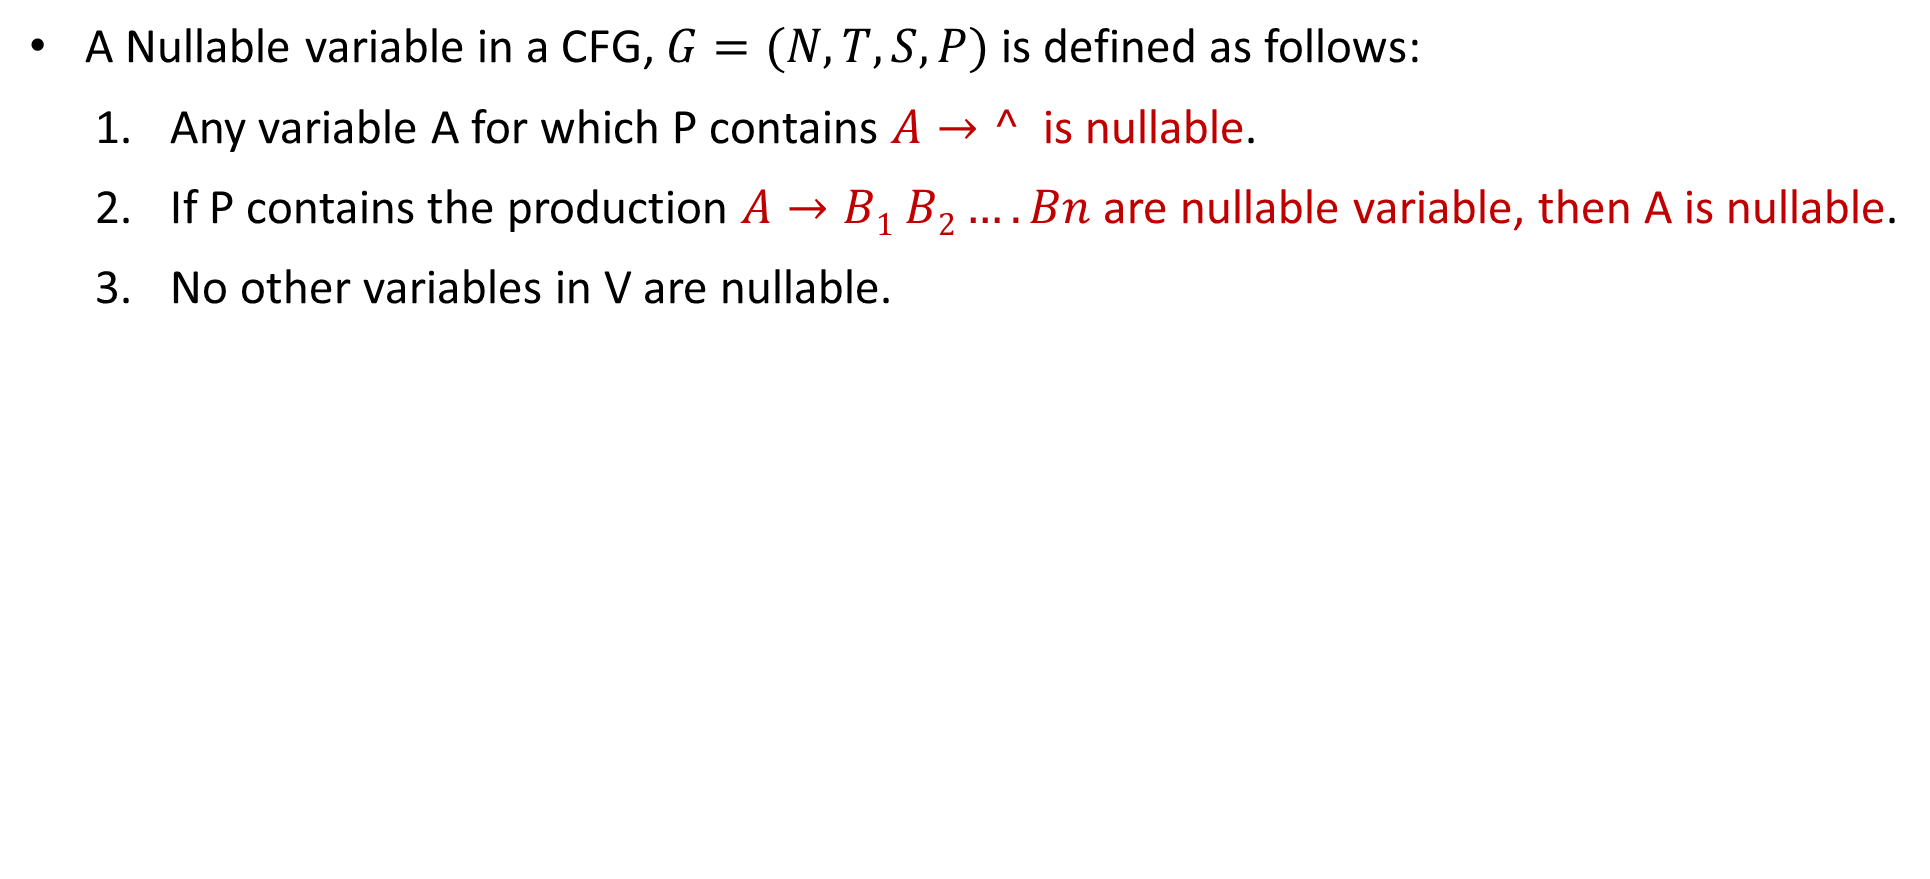 • A Nullable variable in a CFG, G = (N, T, S, P) is defined as follows:
1. Any variable A for which P contains A → ^ is nullable.
2. If P contains the production A → B₁ B₂ … . Bn are nullable variable, then A is nullable.
3. No other variables in V are nullable.